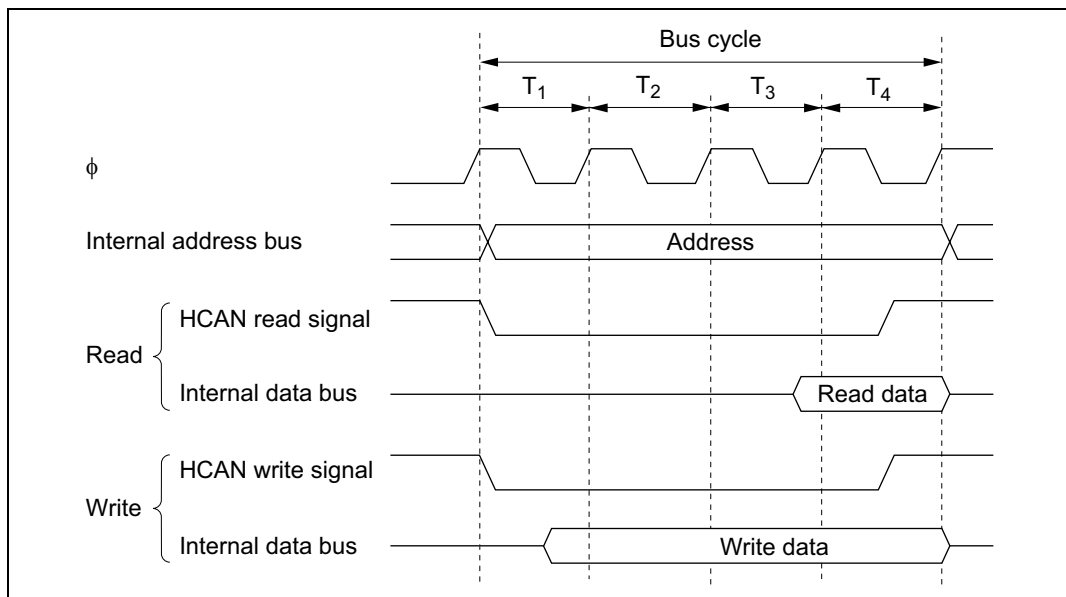 Bus cycle
T1 T2 T3 T4
ϕ
Internal address bus Address
HCAN read signal
Read
Internal data bus Read data
HCAN write signal
Write
Internal data bus Write data